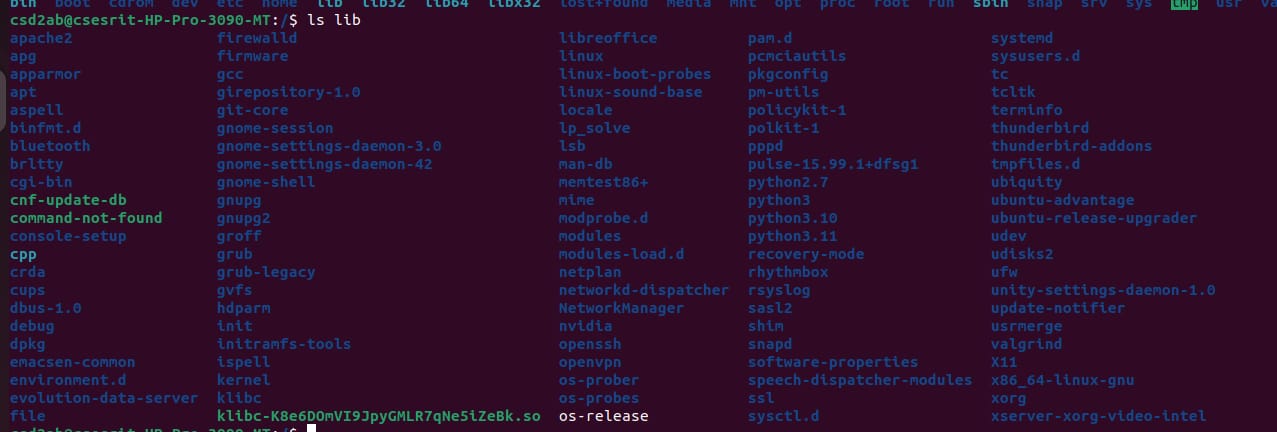 bin boot cdrom dev etc home lib lib32 lib64 libx32 lost+found media mnt opt proc root run sbin snap srv sys tmp usr va
csd2ab@csesrit-HP-Pro-3090-MT:/$ ls lib
apache2 firewalld libreoffice pam.d systemd
apg firmware linux pcmciautils sysusers.d
apparmor gcc linux-boot-probes pkgconfig tc
apt girepository-1.0 linux-sound-base pm-utils tcltk
aspell git-core locale policykit-1 terminfo
binfmt.d gnome-session lp_solve polkit-1 thunderbird
bluetooth gnome-settings-daemon-3.0 lsb pppd thunderbird-addons
brltty gnome-settings-daemon-42 man-db pulse-15.99.1+dfsg1 tmpfiles.d
cgi-bin gnome-shell memtest86+ python2.7 ubiquity
cnf-update-db gnupg mime python3 ubuntu-advantage
command-not-found gnupg2 modprobe.d python3.10 ubuntu-release-upgrader
console-setup groff modules python3.11 udev
cpp grub modules-load.d recovery-mode udisks2
crda grub-legacy netplan rhythmbox ufw
cups gvfs networkd-dispatcher rsyslog unity-settings-daemon-1.0
dbus-1.0 hdparm NetworkManager sasl2 update-notifier
debug init nvidia shim usrmerge
dpkg initramfs-tools openssh snapd valgrind
emacsen-common ispell openvpn software-properties X11
environment.d kernel os-prober speech-dispatcher-modules x86_64-linux-gnu
evolution-data-server klibc os-probes ssl xorg
file klibc-K8e6DOmVI9JpyGMLR7qNe5iZeBk.so os-release sysctl.d xserver-xorg-video-intel
csd2ab@csesrit-HP-Pro-3090-MT:/$